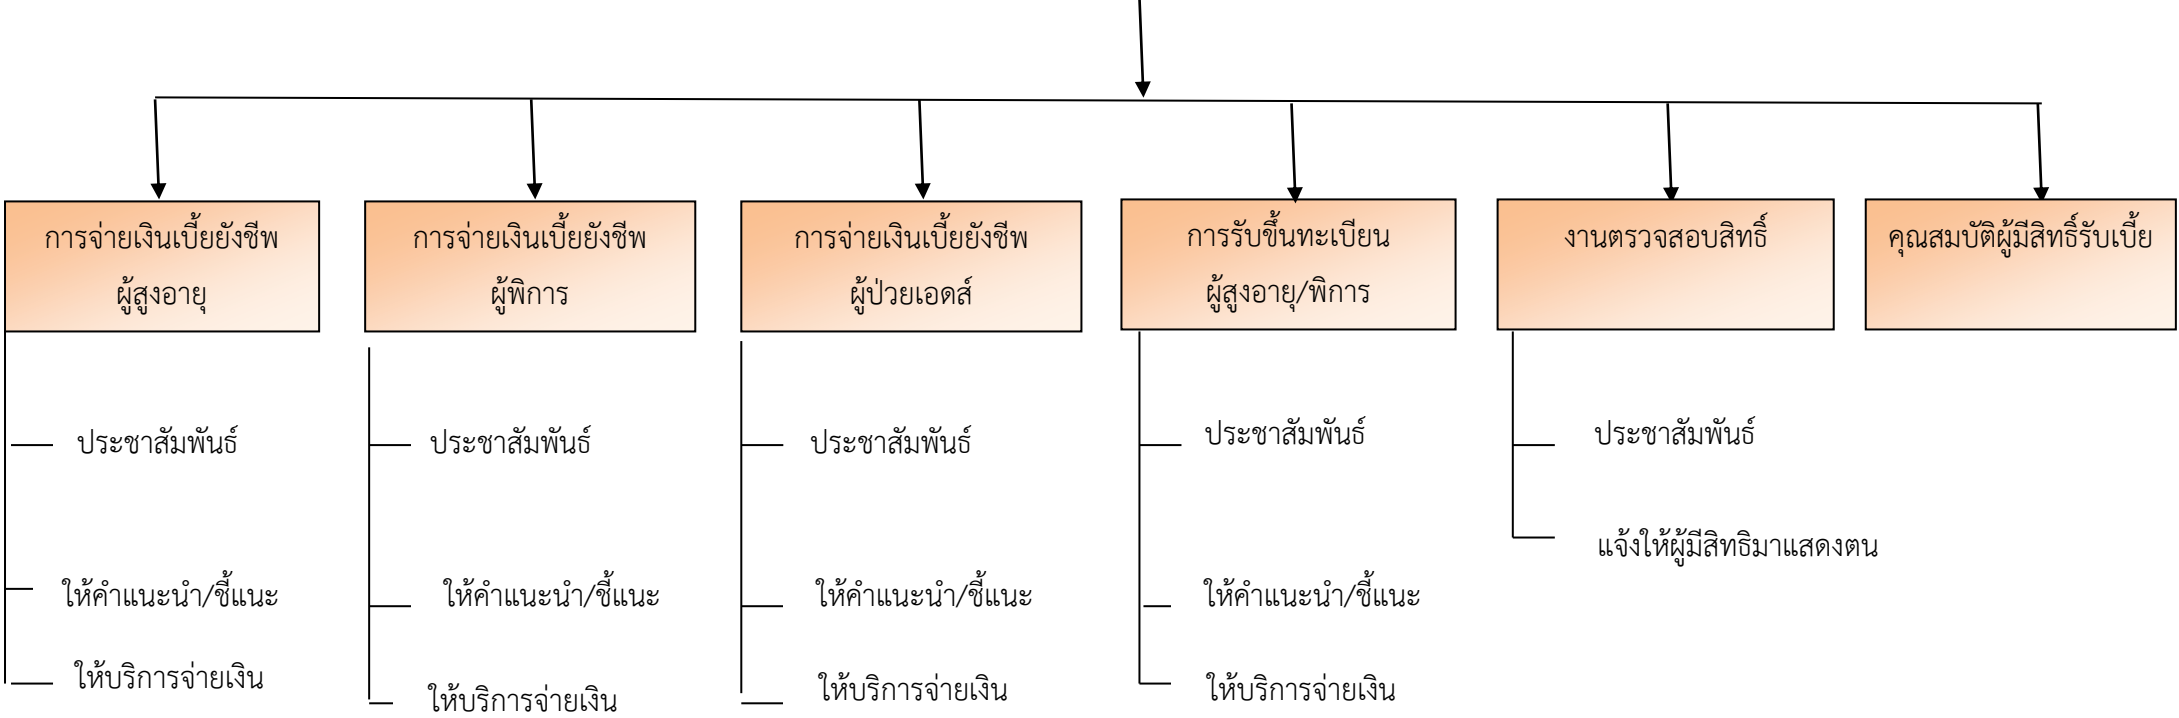 การจ่ายเงินเบี้ยยังชีพ
ผู้สูงอายุ
การจ่ายเงินเบี้ยยังชีพ
ผู้พิการ
การจ่ายเงินเบี้ยยังชีพ
ผู้ป่วยเอดส์
การรับขึ้นทะเบียน
ผู้สูงอายุ/พิการ
งานตรวจสอบสิทธิ์
คุณสมบัติผู้มีสิทธิ์รับเบี้ย
ประชาสัมพันธ์
ให้คำแนะนำ/ชี้แนะ
ให้บริการจ่ายเงิน
ประชาสัมพันธ์
ให้คำแนะนำ/ชี้แนะ
ให้บริการจ่ายเงิน
ประชาสัมพันธ์
ให้คำแนะนำ/ชี้แนะ
ให้บริการจ่ายเงิน
ประชาสัมพันธ์
ให้คำแนะนำ/ชี้แนะ
ให้บริการจ่ายเงิน
ประชาสัมพันธ์
แจ้งให้ผู้มีสิทธิมาแสดงตน